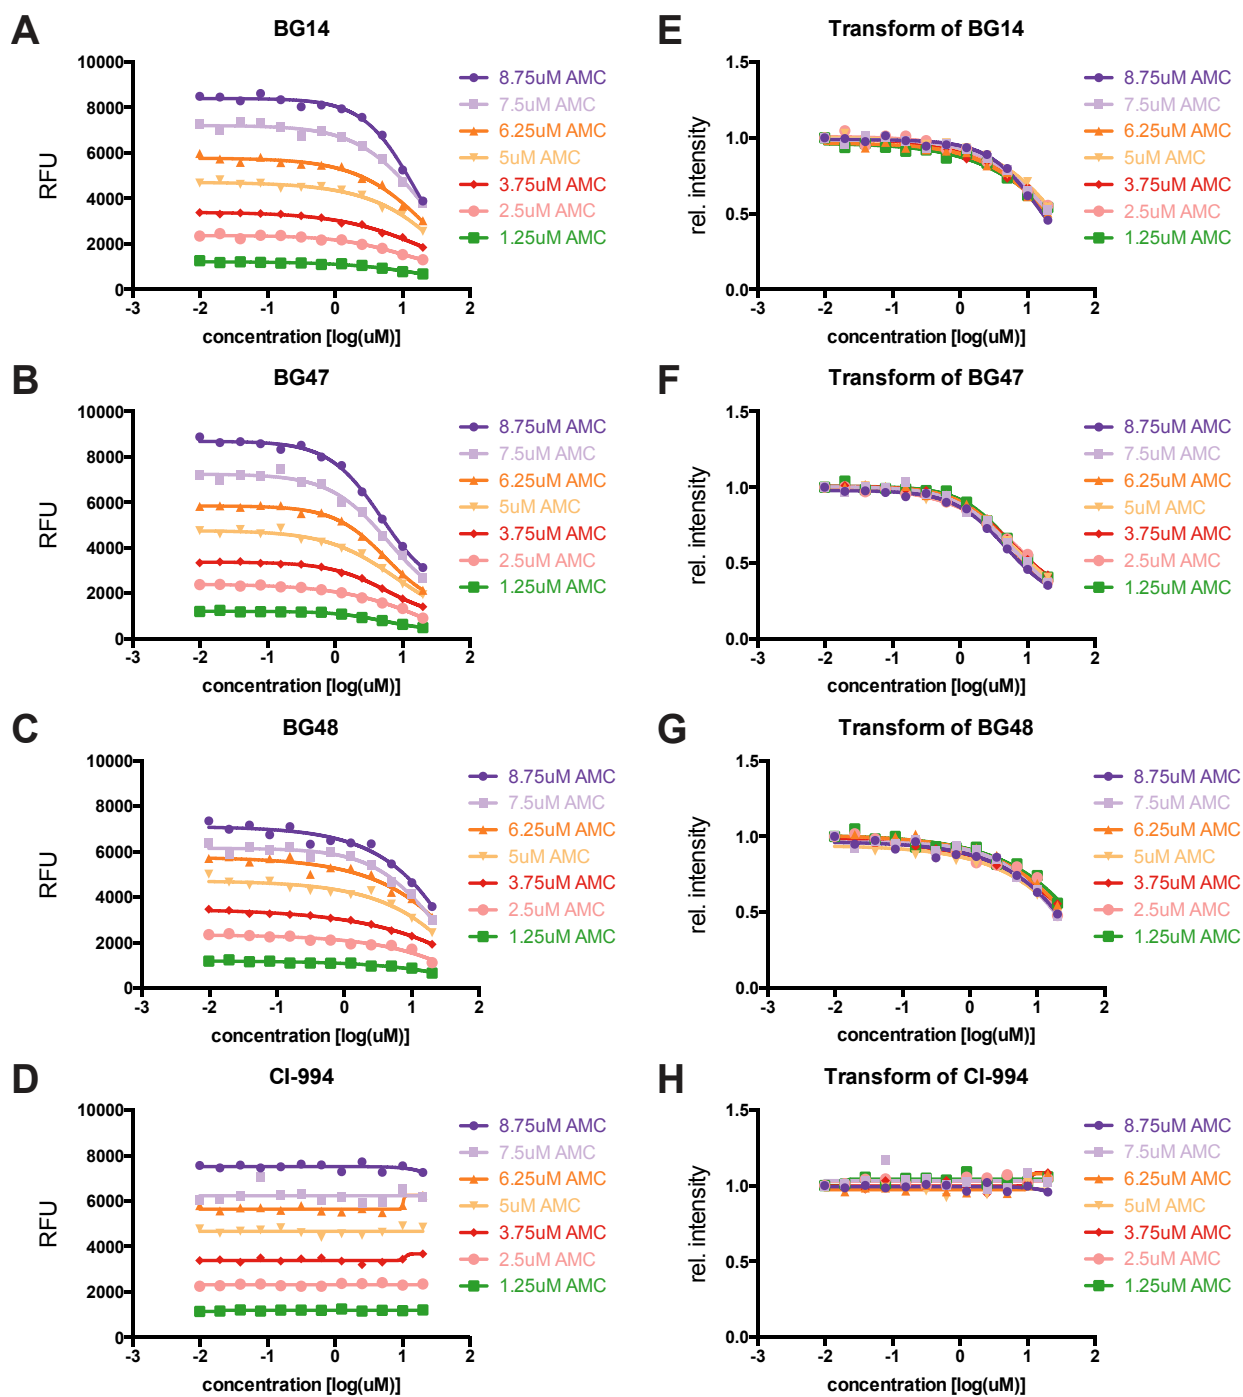 A
BG14
10000
8000
6000
4000
2000
0
RFU
-3
-2
-1
0
1
2
concentration [log(uM)]
8.75uM AMC
7.5uM AMC
6.25uM AMC
5uM AMC
3.75uM AMC
2.5uM AMC
1.25uM AMC
E
Transform of BG14
1.5
1.0
0.5
0.0
rel. intensity
-3
-2
-1
0
1
2
concentration [log(uM)]
8.75uM AMC
7.5uM AMC
6.25uM AMC
5uM AMC
3.75uM AMC
2.5uM AMC
1.25uM AMC
B
BG47
10000
8000
6000
4000
2000
0
RFU
-3
-2
-1
0
1
2
concentration [log(uM)]
8.75uM AMC
7.5uM AMC
6.25uM AMC
5uM AMC
3.75uM AMC
2.5uM AMC
1.25uM AMC
F
Transform of BG47
1.5
1.0
0.5
0.0
rel. intensity
-3
-2
-1
0
1
2
concentration [log(uM)]
8.75uM AMC
7.5uM AMC
6.25uM AMC
5uM AMC
3.75uM AMC
2.5uM AMC
1.25uM AMC
C
BG48
10000
8000
6000
4000
2000
0
RFU
-3
-2
-1
0
1
2
concentration [log(uM)]
8.75uM AMC
7.5uM AMC
6.25uM AMC
5uM AMC
3.75uM AMC
2.5uM AMC
1.25uM AMC
G
Transform of BG48
1.5
1.0
0.5
0.0
rel. intensity
-3
-2
-1
0
1
2
concentration [log(uM)]
8.75uM AMC
7.5uM AMC
6.25uM AMC
5uM AMC
3.75uM AMC
2.5uM AMC
1.25uM AMC
D
CI-994
10000
8000
6000
4000
2000
0
RFU
-3
-2
-1
0
1
2
concentration [log(uM)]
8.75uM AMC
7.5uM AMC
6.25uM AMC
5uM AMC
3.75uM AMC
2.5uM AMC
1.25uM AMC
H
Transform of CI-994
1.5
1.0
0.5
0.0
rel. intensity
-3
-2
-1
0
1
2
concentration [log(uM)]
8.75uM AMC
7.5uM AMC
6.25uM AMC
5uM AMC
3.75uM AMC
2.5uM AMC
1.25uM AMC